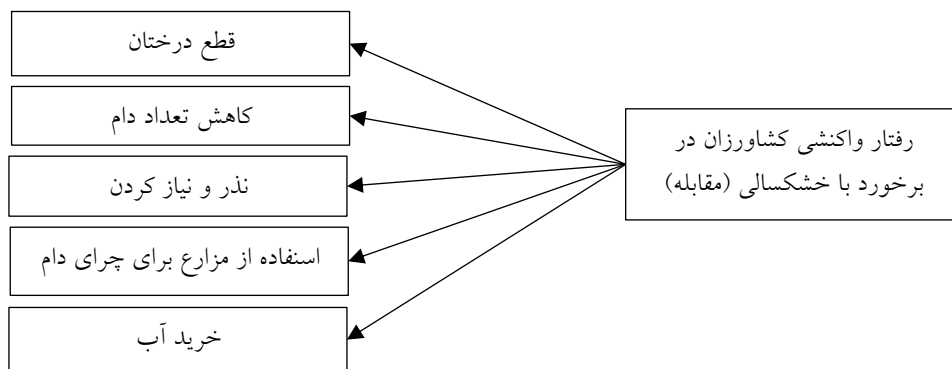 رفتار واکنشی کشاورزان در
برخورد با خشکسالی (مقابله)
قطع درختان
کاهش تعداد دام
نذر و نیاز کردن
اسنفاده از مزارع برای چرای دام
خرید آب